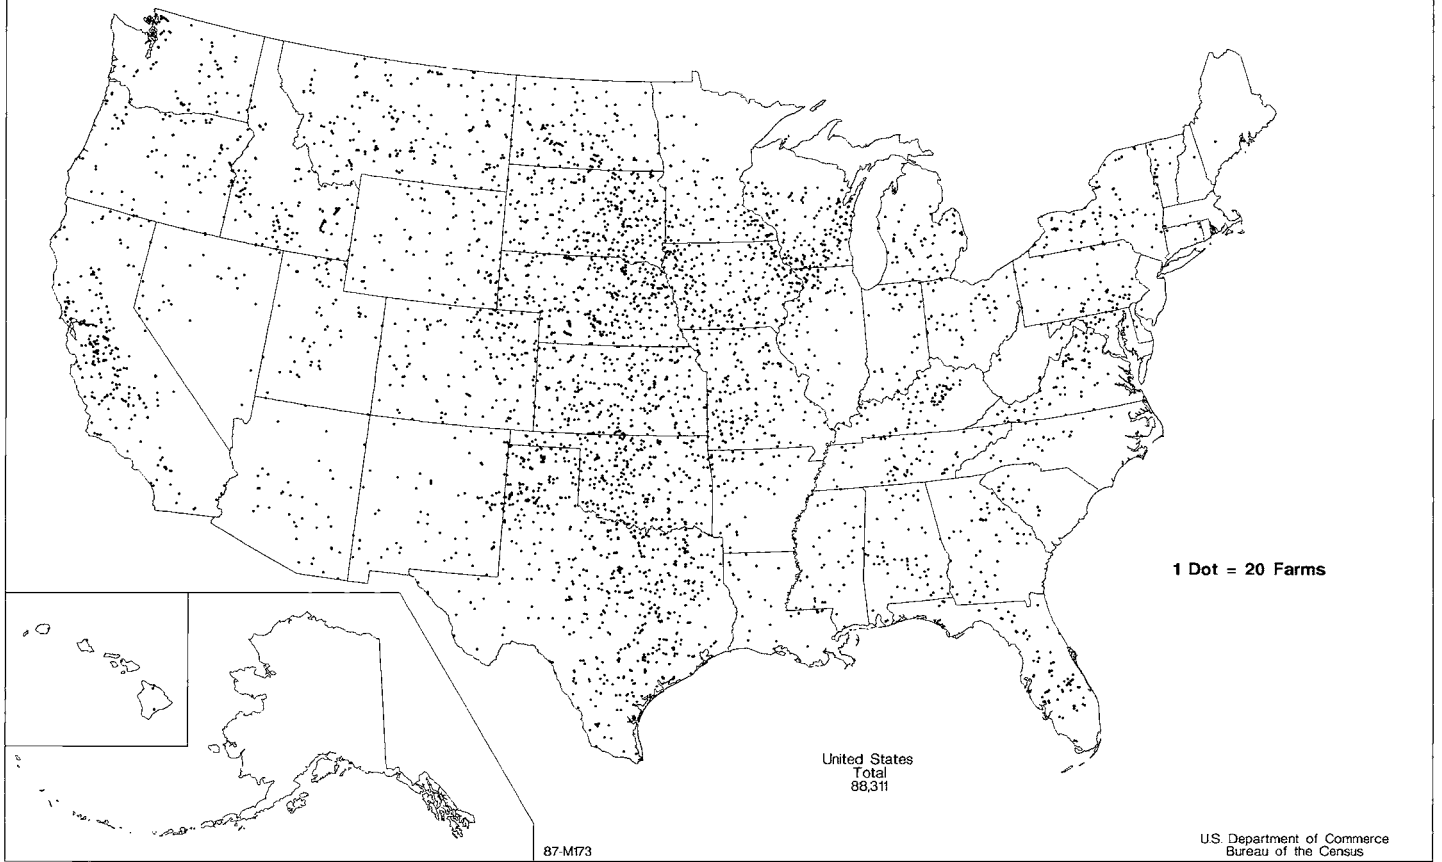 1 Dot = 20 Farms
United States
Total
88,311
87-M173
U.S. Department of Commerce
Bureau of the Census